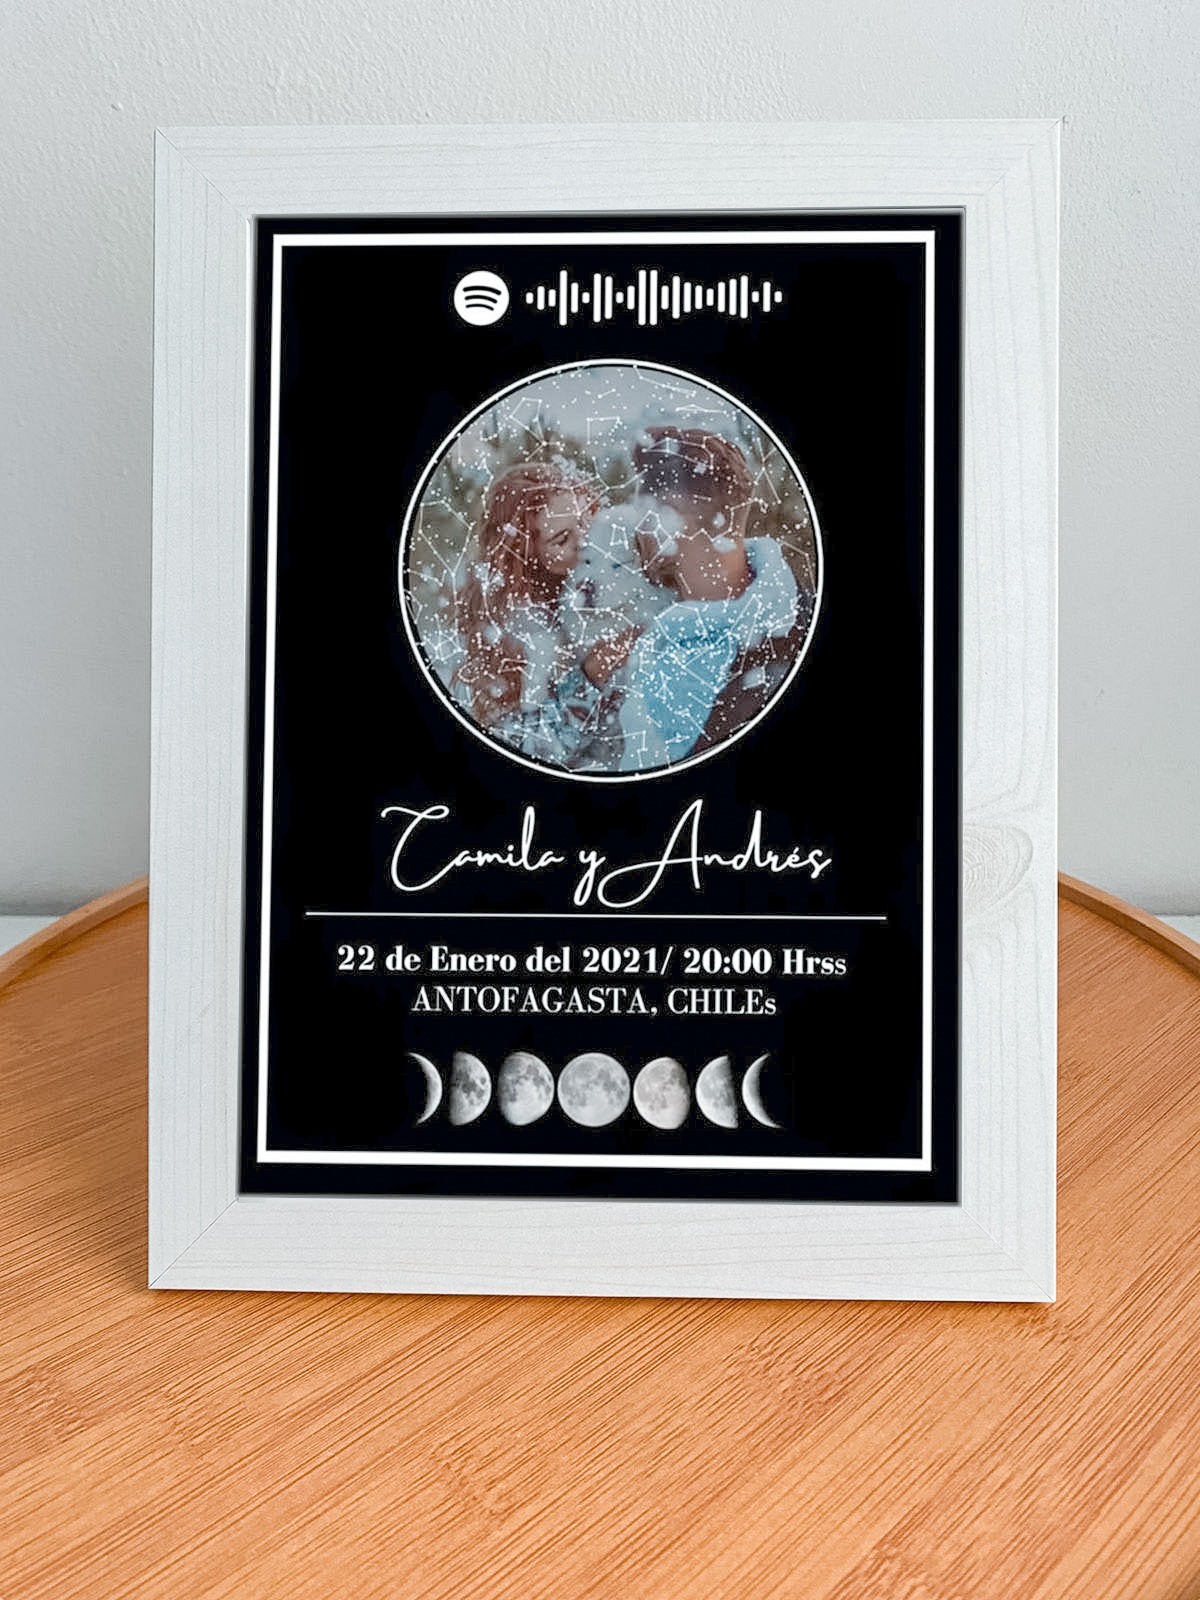 Camila y Andrés
22 de Enero del 2021/ 20:00 Hrss
ANTOFAGASTA, CHILEs